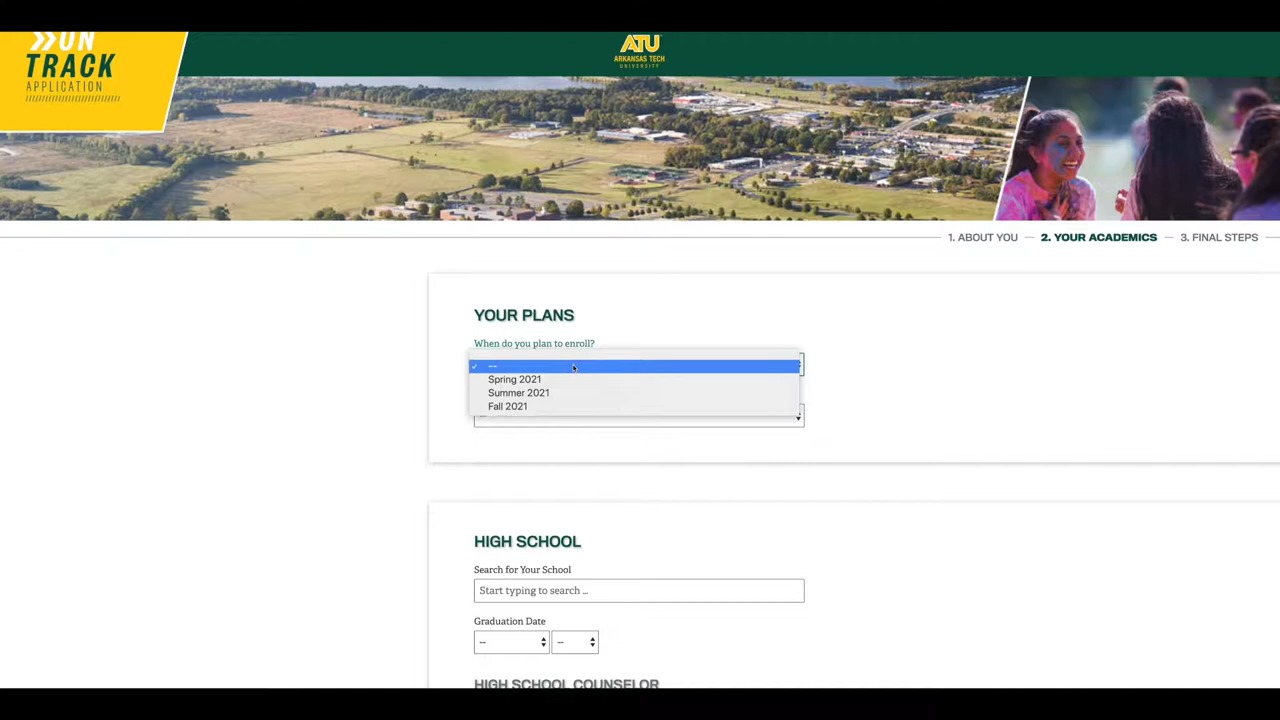 ON
TRACK
APPLICATION
ATU
ARKANSAS TECH
UNIVERSITY
1. ABOUT YOU
2. YOUR ACADEMICS
3. FINAL STEPS
YOUR PLANS
When do you plan to enroll?
--
Spring 2021
Summer 2021
Fall 2021
HIGH SCHOOL
Search for Your School
Start typing to search ...
Graduation Date
-- --
HIGH SCHOOL COUNSELOR